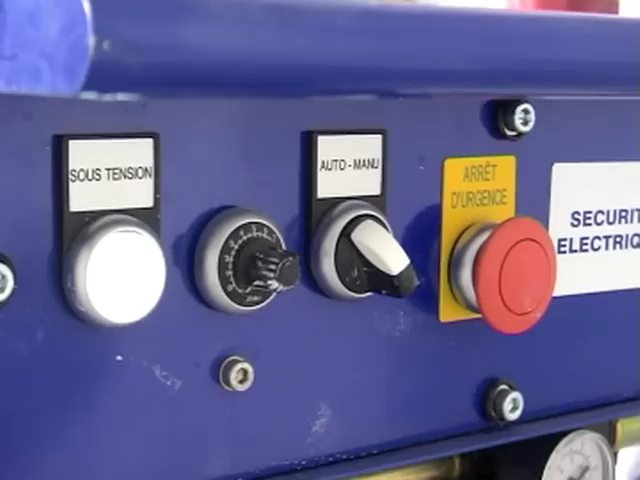 SOUS TENSION
AUTO - MANU
ARRÊT
D'URGENCE
SECURIT
ELECTRIQ